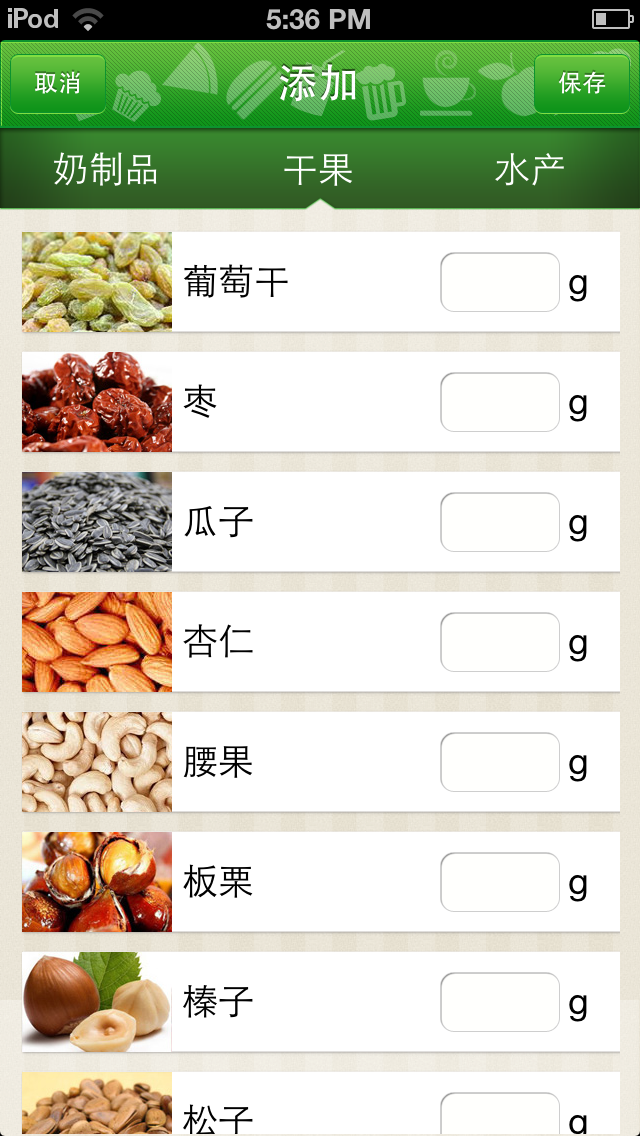 iPod 5:36 PM
取消 添加 保存
奶制品 干果 水产
葡萄干 g
枣 g
瓜子 g
杏仁 g
腰果 g
板栗 g
榛子 g
松子 g